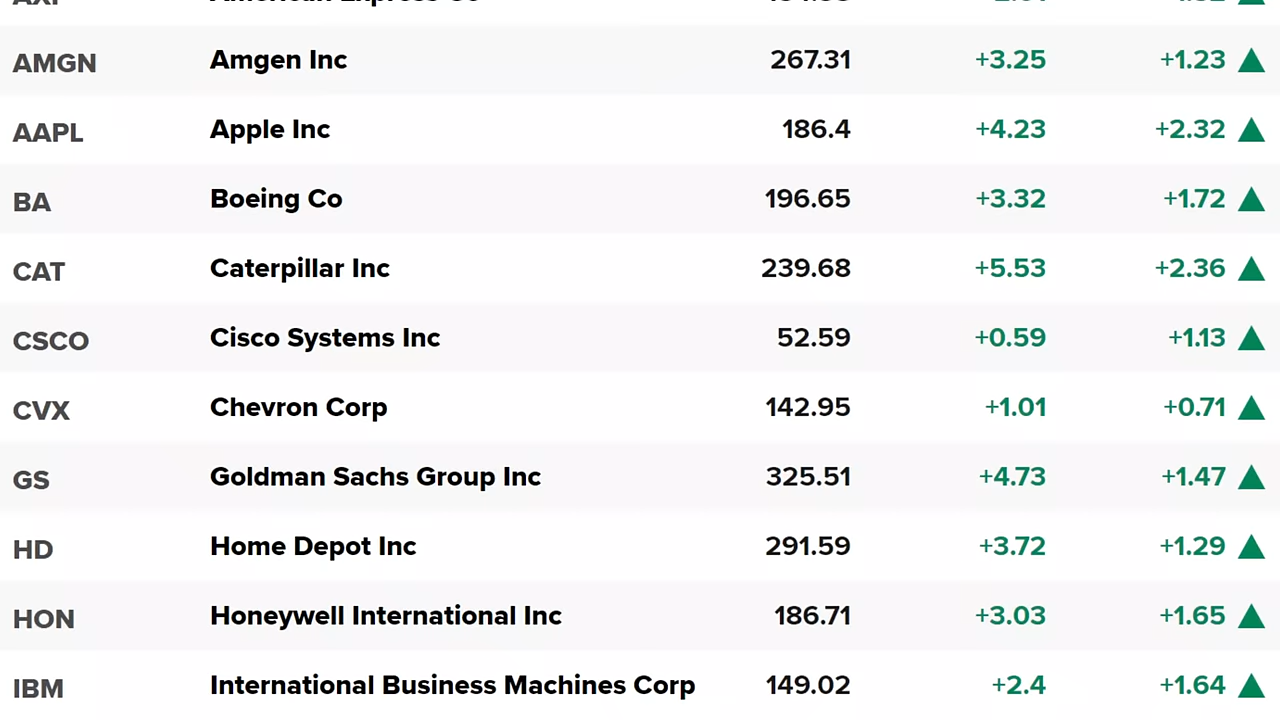 AMGN Amgen Inc 267.31 +3.25 +1.23
AAPL Apple Inc 186.4 +4.23 +2.32
BA Boeing Co 196.65 +3.32 +1.72
CAT Caterpillar Inc 239.68 +5.53 +2.36
CSCO Cisco Systems Inc 52.59 +0.59 +1.13
CVX Chevron Corp 142.95 +1.01 +0.71
GS Goldman Sachs Group Inc 325.51 +4.73 +1.47
HD Home Depot Inc 291.59 +3.72 +1.29
HON Honeywell International Inc 186.71 +3.03 +1.65
IBM International Business Machines Corp 149.02 +2.4 +1.64